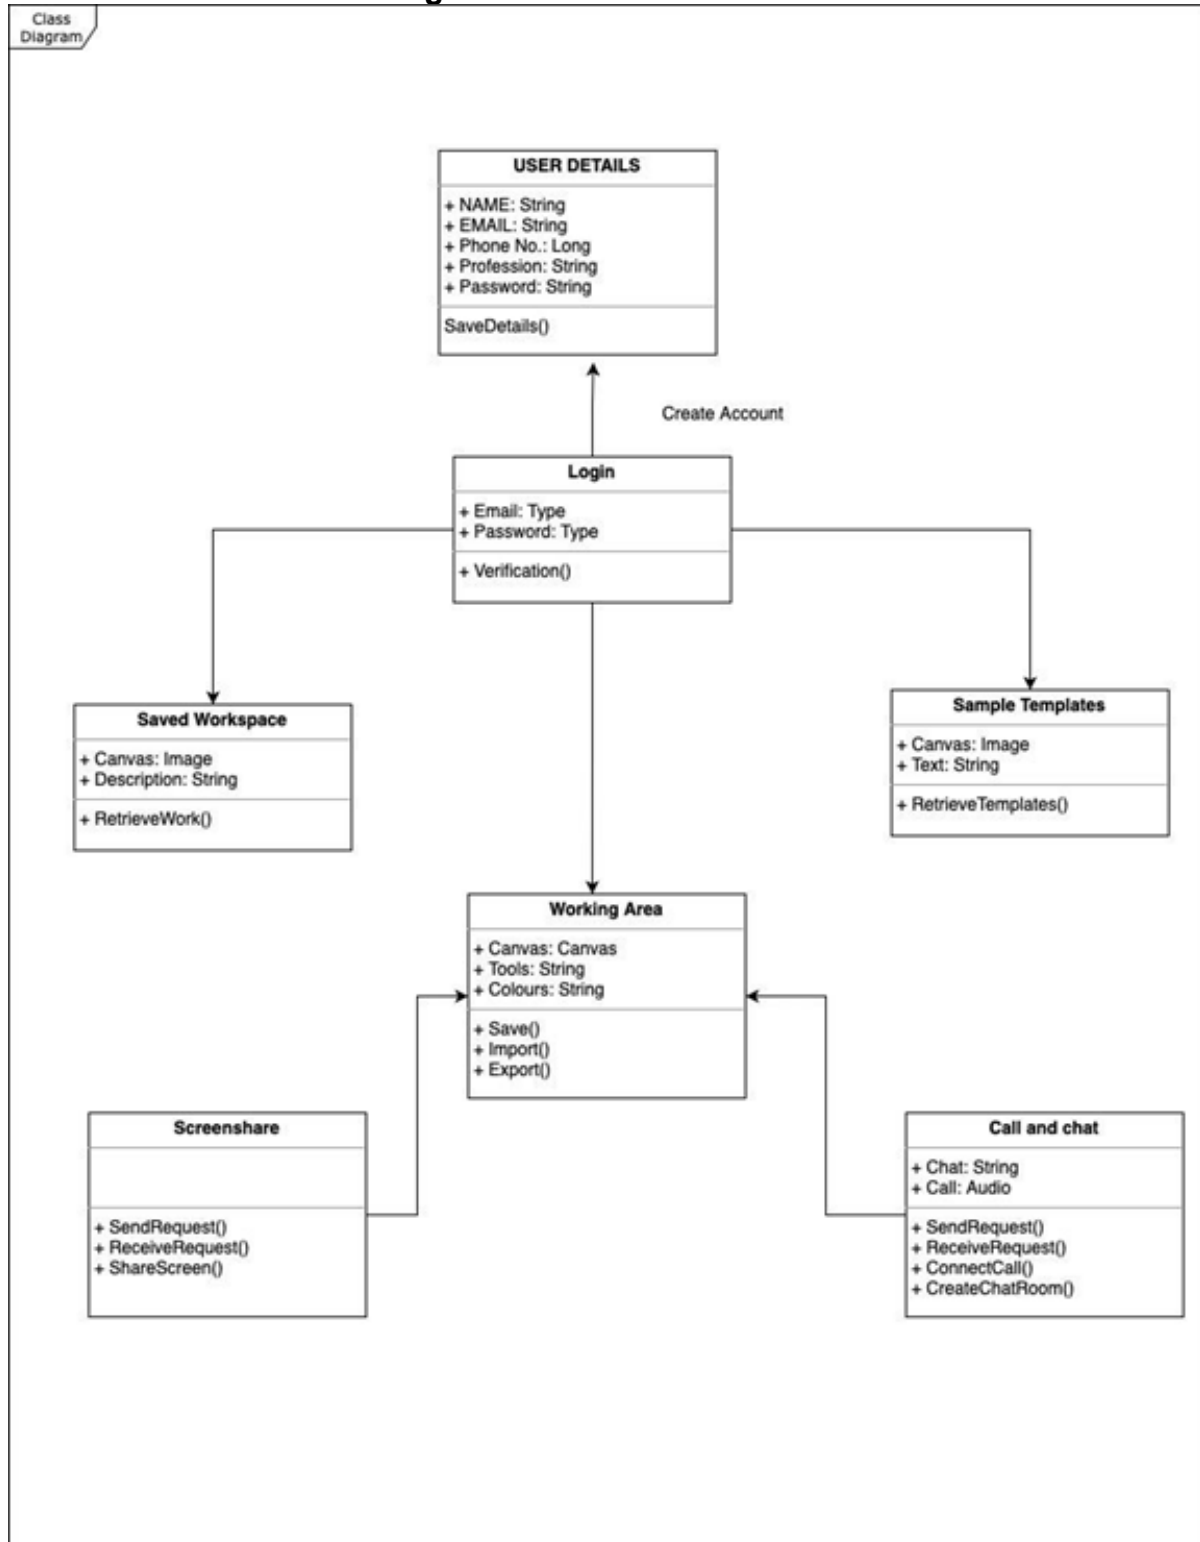 Class
Diagram
USER DETAILS
+ NAME: String
+ EMAIL: String
+ Phone No.: Long
+ Profession: String
+ Password: String
SaveDetails()
Create Account
Login
+ Email: Type
+ Password: Type
+ Verification()
Saved Workspace
+ Canvas: Image
+ Description: String
+ RetrieveWork()
Sample Templates
+ Canvas: Image
+ Text: String
+ RetrieveTemplates()
Working Area
+ Canvas: Canvas
+ Tools: String
+ Colours: String
+ Save()
+ Import()
+ Export()
Screenshare
+ SendRequest()
+ ReceiveRequest()
+ ShareScreen()
Call and chat
+ Chat: String
+ Call: Audio
+ SendRequest()
+ ReceiveRequest()
+ ConnectCall()
+ CreateChatRoom()